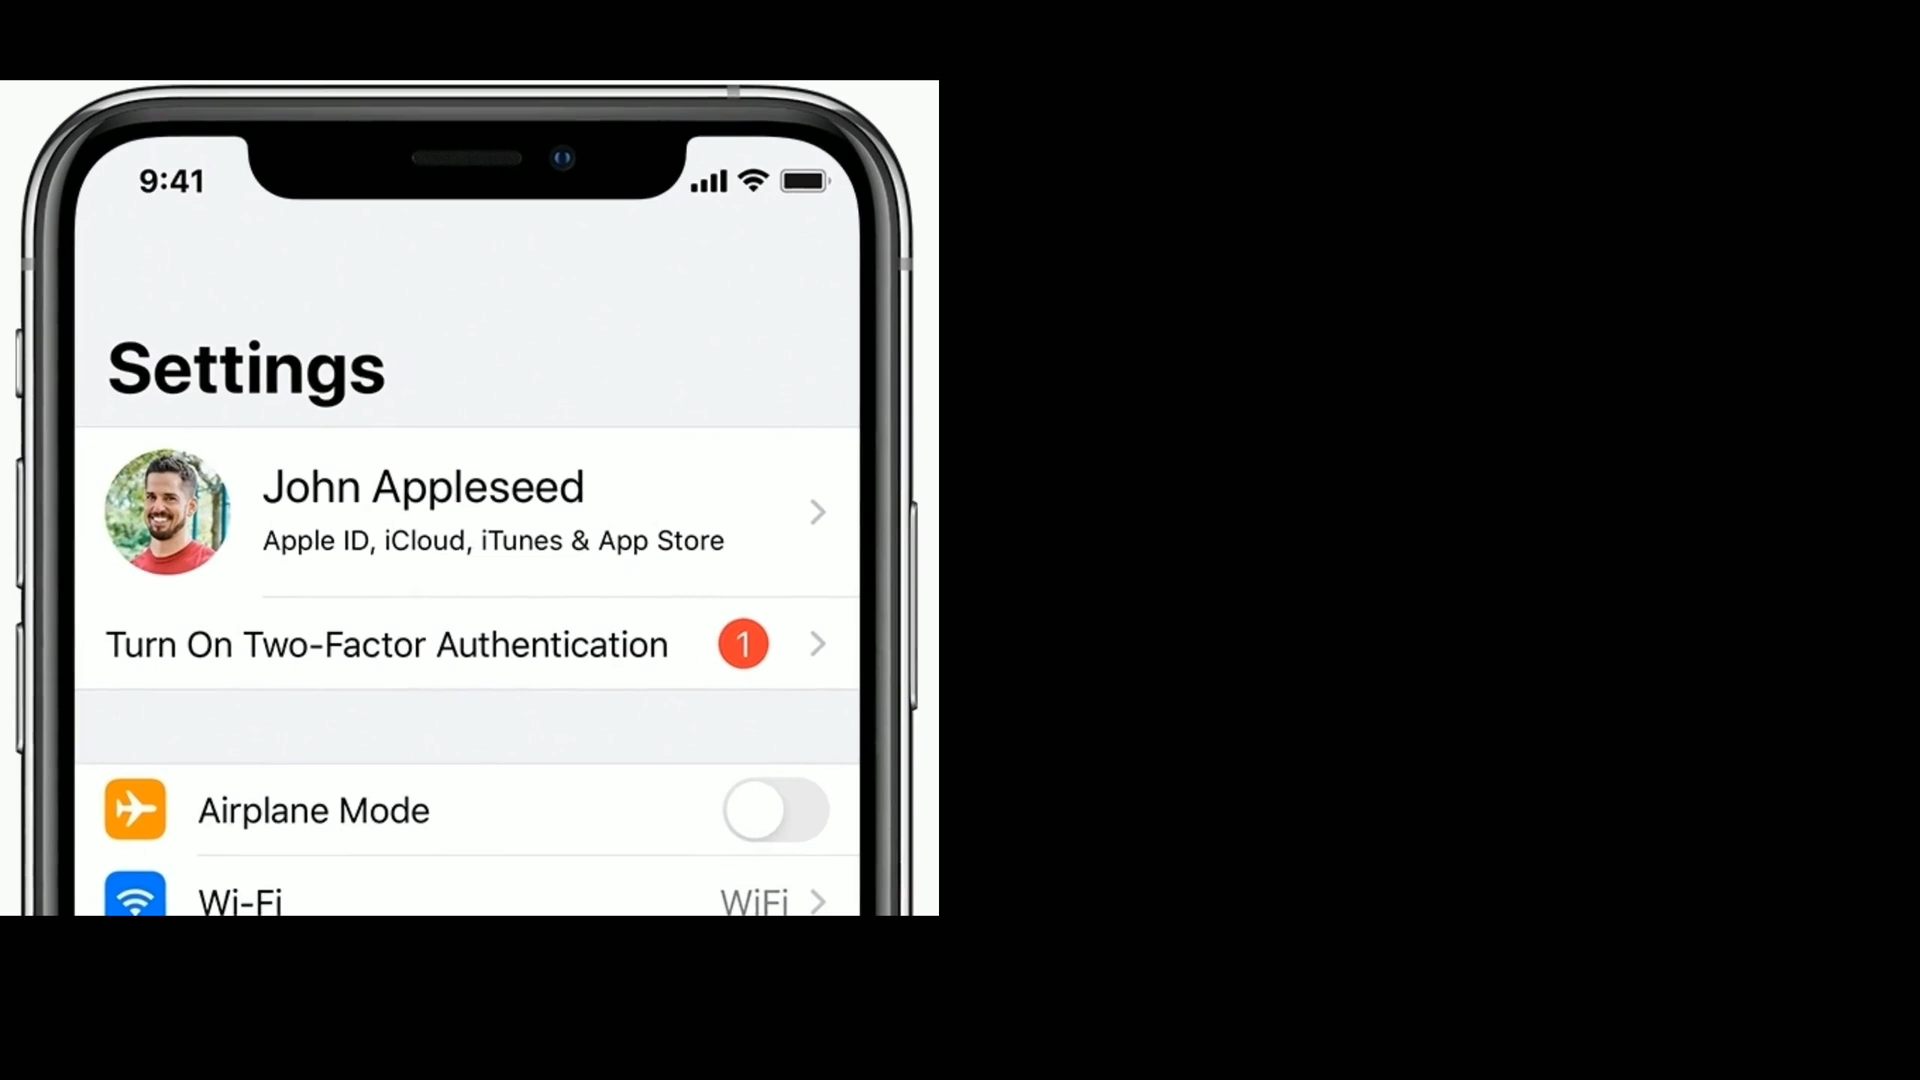 9:41
Settings
John Appleseed
Apple ID, iCloud, iTunes & App Store
Turn On Two-Factor Authentication 1
Airplane Mode
Wi-Fi WiFi